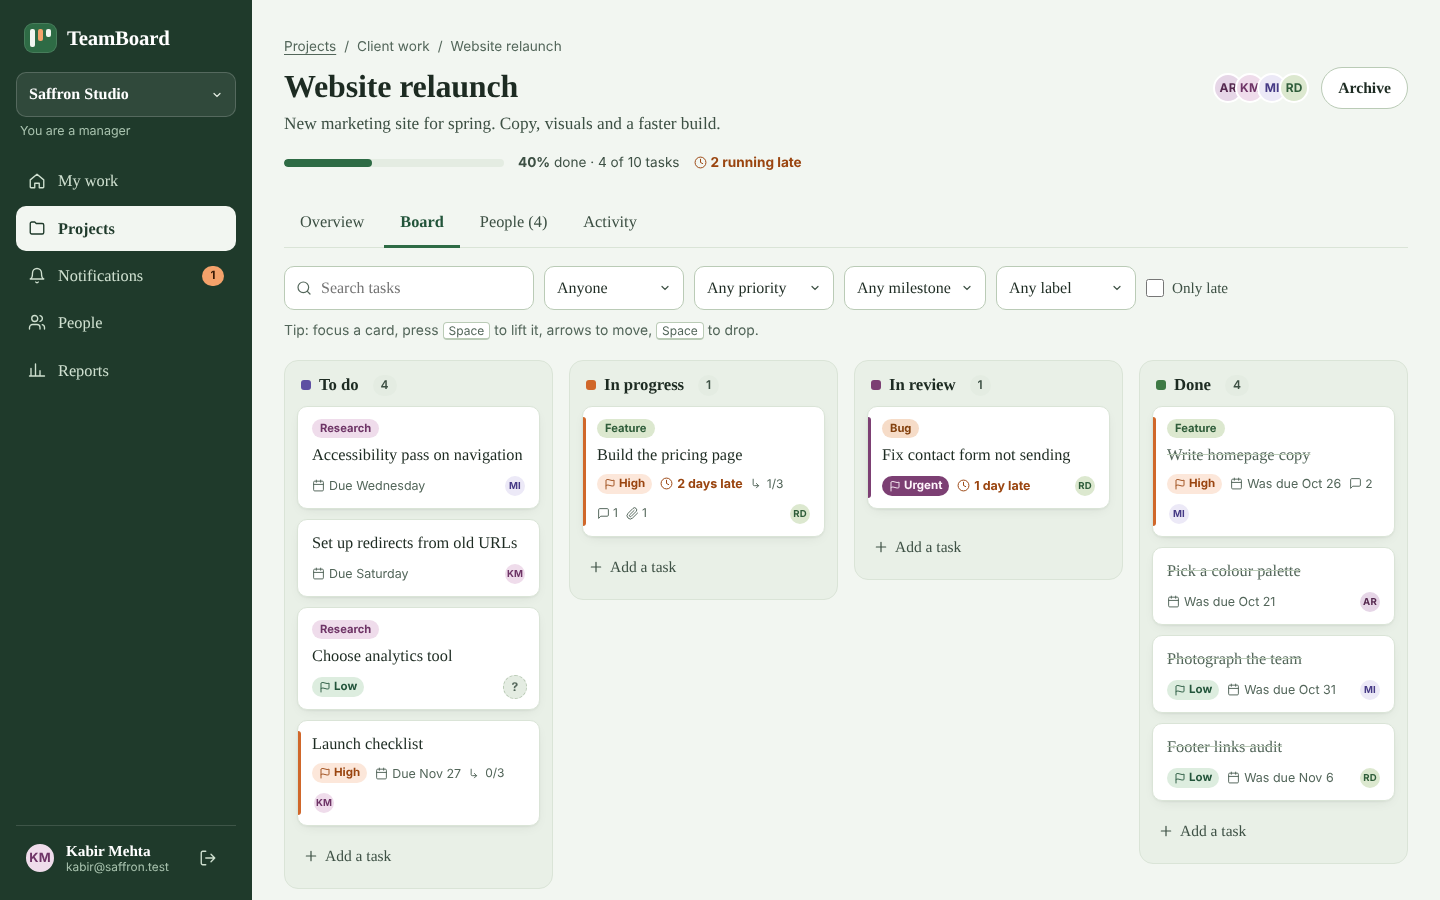 TeamBoard
Saffron Studio
You are a manager
My work
Projects
Notifications 1
People
Reports
KM
Kabir Mehta
kabir@saffron.test
Projects / Client work / Website relaunch
Website relaunch
AR KM MI RD
Archive
New marketing site for spring. Copy, visuals and a faster build.
40% done · 4 of 10 tasks 2 running late
Overview Board People (4) Activity
Search tasks Anyone Any priority Any milestone Any label Only late
Tip: focus a card, press Space to lift it, arrows to move, Space to drop.
To do 4
Research
Accessibility pass on navigation
Due Wednesday MI
Set up redirects from old URLs
Due Saturday KM
Research
Choose analytics tool
Low ?
Launch checklist
High Due Nov 27 0/3
KM
Add a task
In progress 1
Feature
Build the pricing page
High 2 days late 1/3
1 1 RD
Add a task
In review 1
Bug
Fix contact form not sending
Urgent 1 day late RD
Add a task
Done 4
Feature
Write homepage copy
High Was due Oct 26 2
MI
Pick a colour palette
Was due Oct 21 AR
Photograph the team
Low Was due Oct 31 MI
Footer links audit
Low Was due Nov 6 RD
Add a task